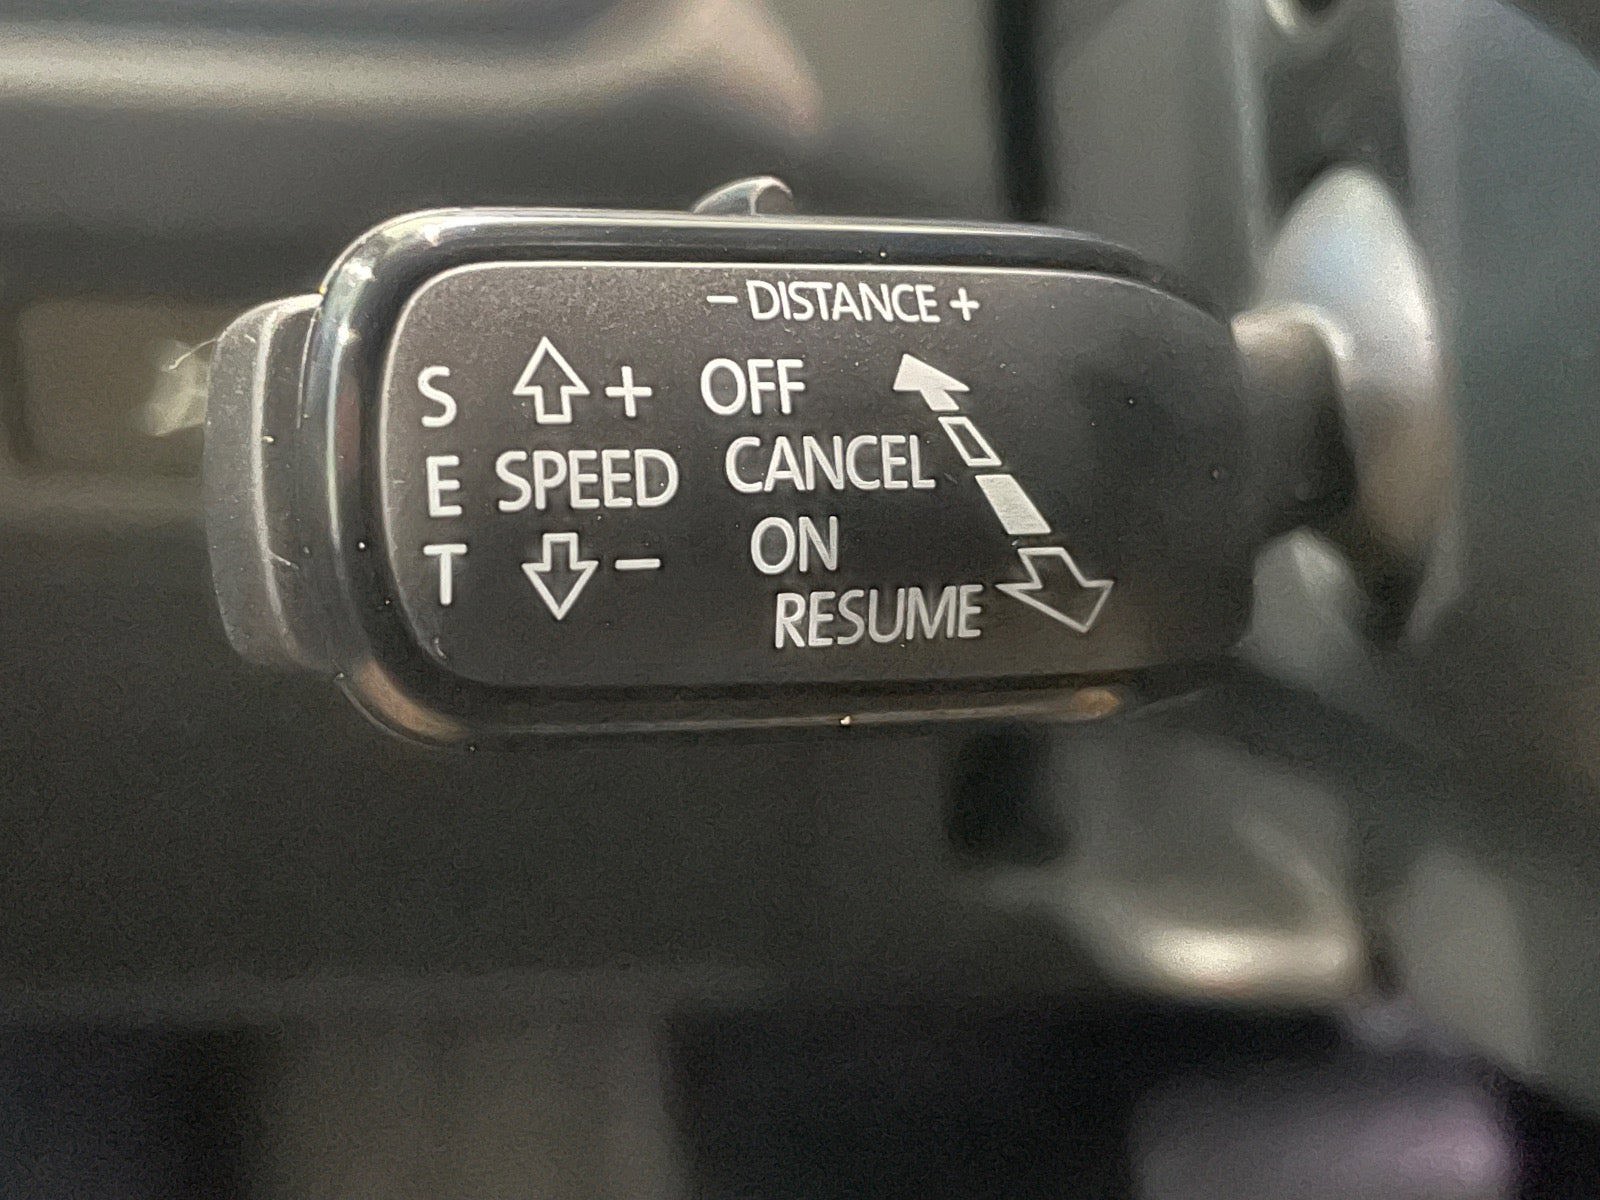 – DISTANCE +
S + OFF
E SPEED CANCEL
T – ON
RESUME